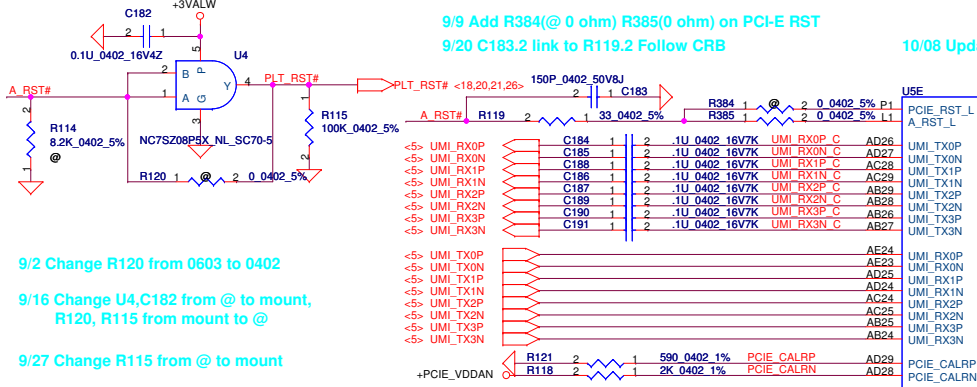 +3VALW
C182
2 1
0.1U_0402_16V4Z
5
U4
P
A_RST#
2 B
1 A
Y 4
G
3
PLT_RST#
PLT_RST# <18,20,21,26>
R114
8.2K_0402_5%
@
NC7SZ08P5X_NL_SC70-5
R115
100K_0402_5%
R120 1 @ 2 0_0402_5%
9/2 Change R120 from 0603 to 0402
9/16 Change U4,C182 from @ to mount,
R120, R115 from mount to @
9/27 Change R115 from @ to mount
9/9 Add R384(@ 0 ohm) R385(0 ohm) on PCI-E RST
9/20 C183.2 link to R119.2 Follow CRB
10/08 Upd
150P_0402_50V8J
2 1 C183
U5E
A_RST# R119 2 1 33_0402_5%
R384 1 @ 2 0_0402_5% P1 PCIE_RST_L
R385 1 2 0_0402_5% L1 A_RST_L
<5> UMI_RX0P C184 1 2 .1U_0402_16V7K UMI_RX0P_C AD26 UMI_TX0P
<5> UMI_RX0N C185 1 2 .1U_0402_16V7K UMI_RX0N_C AD27 UMI_TX0N
<5> UMI_RX1P C188 1 2 .1U_0402_16V7K UMI_RX1P_C AC28 UMI_TX1P
<5> UMI_RX1N C186 1 2 .1U_0402_16V7K UMI_RX1N_C AC29 UMI_TX1N
<5> UMI_RX2P C187 1 2 .1U_0402_16V7K UMI_RX2P_C AB29 UMI_TX2P
<5> UMI_RX2N C189 1 2 .1U_0402_16V7K UMI_RX2N_C AB28 UMI_TX2N
<5> UMI_RX3P C190 1 2 .1U_0402_16V7K UMI_RX3P_C AB26 UMI_TX3P
<5> UMI_RX3N C191 1 2 .1U_0402_16V7K UMI_RX3N_C AB27 UMI_TX3N
<5> UMI_TX0P AE24 UMI_RX0P
<5> UMI_TX0N AE23 UMI_RX0N
<5> UMI_TX1P AD25 UMI_RX1P
<5> UMI_TX1N AD24 UMI_RX1N
<5> UMI_TX2P AC24 UMI_RX2P
<5> UMI_TX2N AC25 UMI_RX2N
<5> UMI_TX3P AB25 UMI_RX3P
<5> UMI_TX3N AB24 UMI_RX3N
R121 2 1 590_0402_1% PCIE_CALRP AD29 PCIE_CALRP
+PCIE_VDDAN R118 2 1 2K_0402_1% PCIE_CALRN AD28 PCIE_CALRN